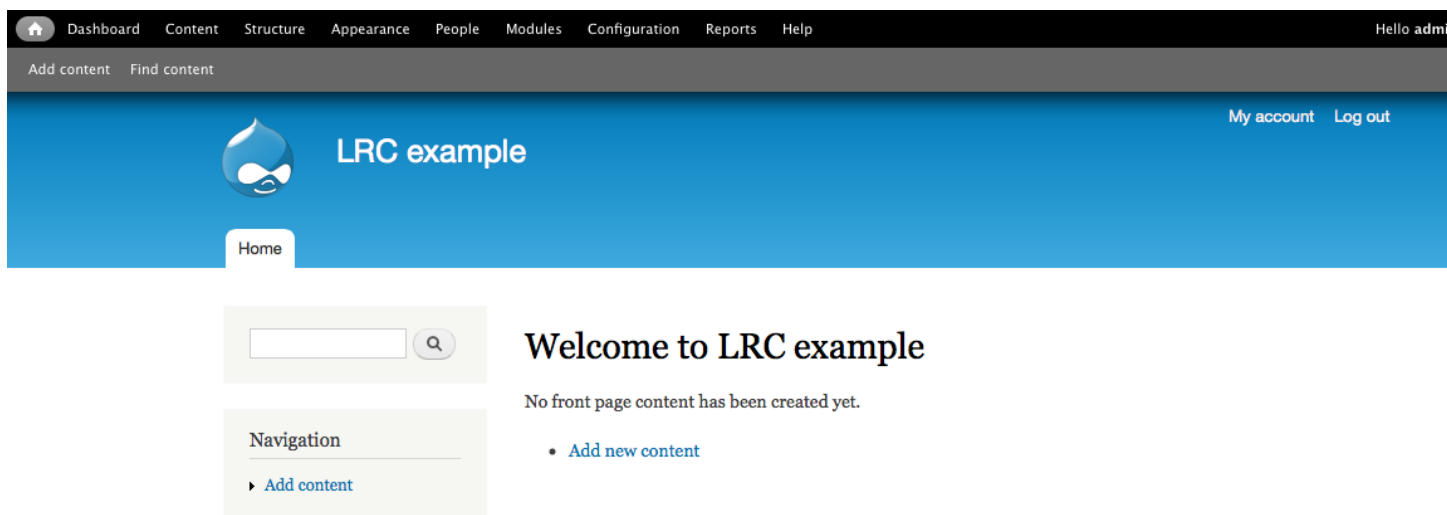 Dashboard Content Structure Appearance People Modules Configuration Reports Help Hello admi
Add content Find content
My account Log out
LRC example
Home
Welcome to LRC example
No front page content has been created yet.
Navigation
Add new content
Add content